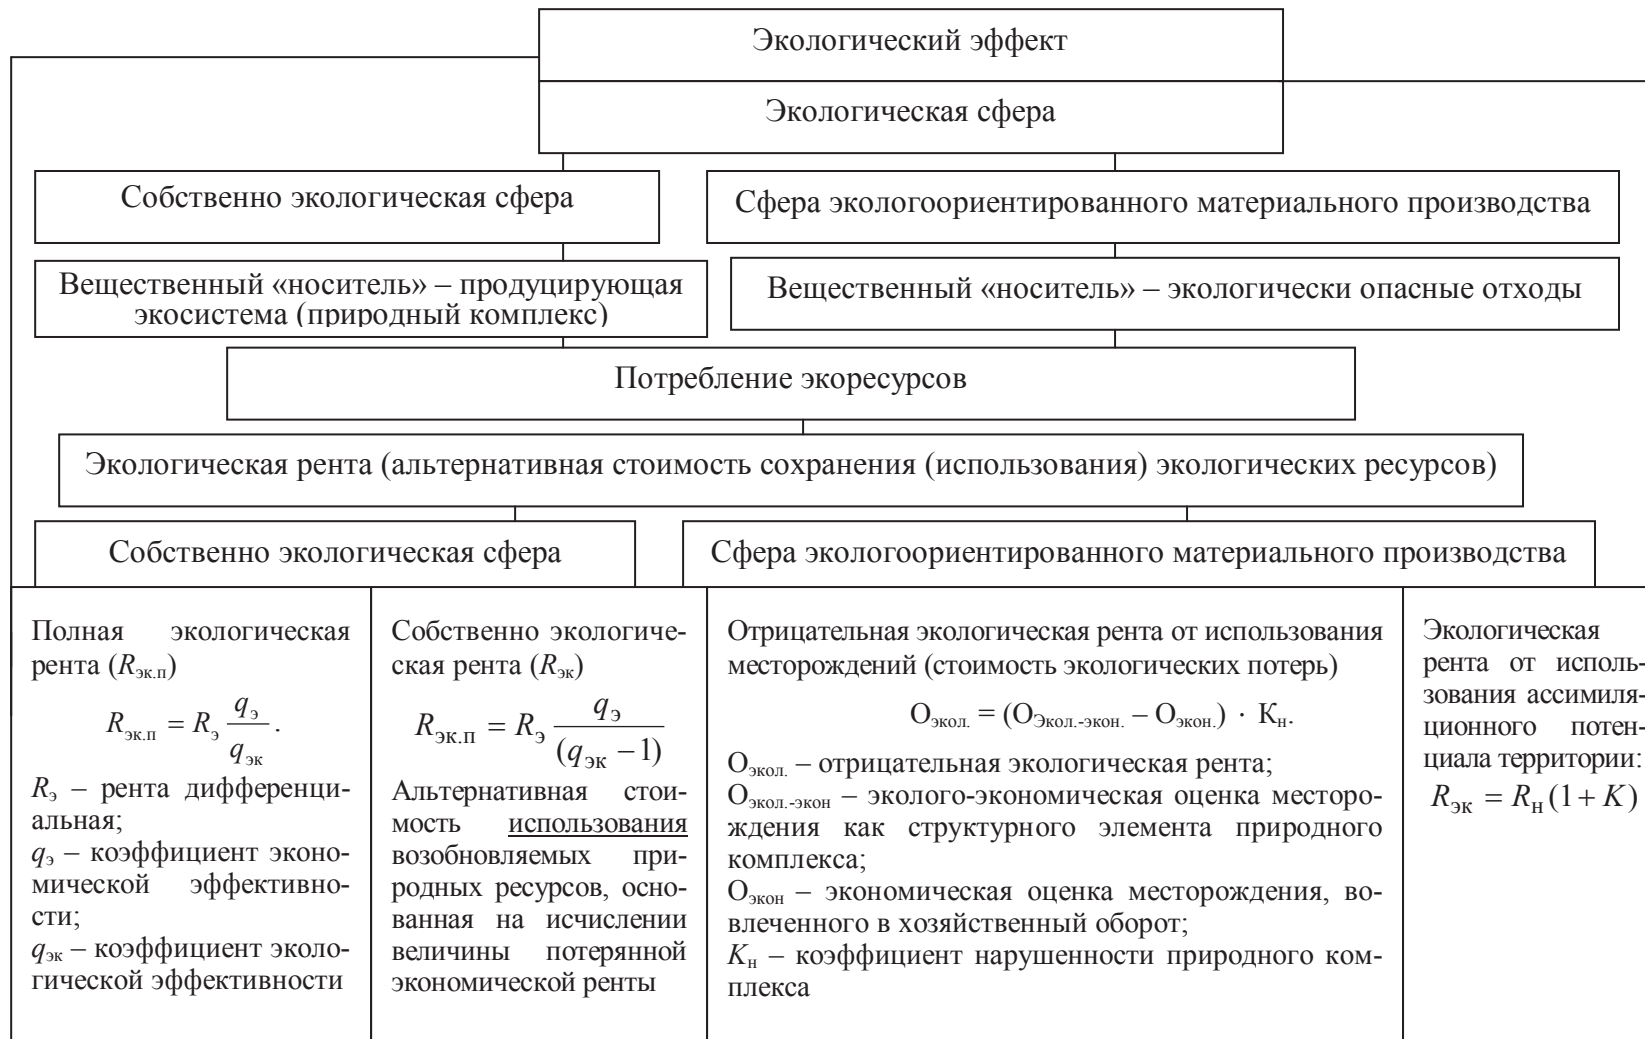 Экологический эффект
Экологическая сфера
Собственно экологическая сфера
Сфера экологоориентированного материального производства
Вещественный «носитель» – продуцирующая
экосистема (природный комплекс)
Вещественный «носитель» – экологически опасные отходы
Потребление экоресурсов
Экологическая рента (альтернативная стоимость сохранения (использования) экологических ресурсов)
Собственно экологическая сфера
Сфера экологоориентированного материального производства
Полная экологическая
рента (Rэк.п)
Rэк.п = Rэ qэ / qэк .
Rэ – рента дифференци-
альная;
qэ – коэффициент эконо-
мической эффективно-
сти;
qэк – коэффициент эколо-
гической эффективности
Собственно экологиче-
ская рента (Rэк)
Rэк.п = Rэ qэ / (qэк – 1)
Альтернативная стои-
мость использования
возобновляемых при-
родных ресурсов, осно-
ванная на исчислении
величины потерянной
экономической ренты
Отрицательная экологическая рента от использования
месторождений (стоимость экологических потерь)
Оэкол. = (ОЭкол.-экон. – Оэкон.) · Кн.
Оэкол. – отрицательная экологическая рента;
Оэкол.-экон – эколого-экономическая оценка месторо-
ждения как структурного элемента природного
комплекса;
Оэкон – экономическая оценка месторождения, во-
влеченного в хозяйственный оборот;
Kн – коэффициент нарушенности природного ком-
плекса
Экологическая
рента от исполь-
зования ассимиля-
ционного потен-
циала территории:
Rэк = Rн (1 + K)